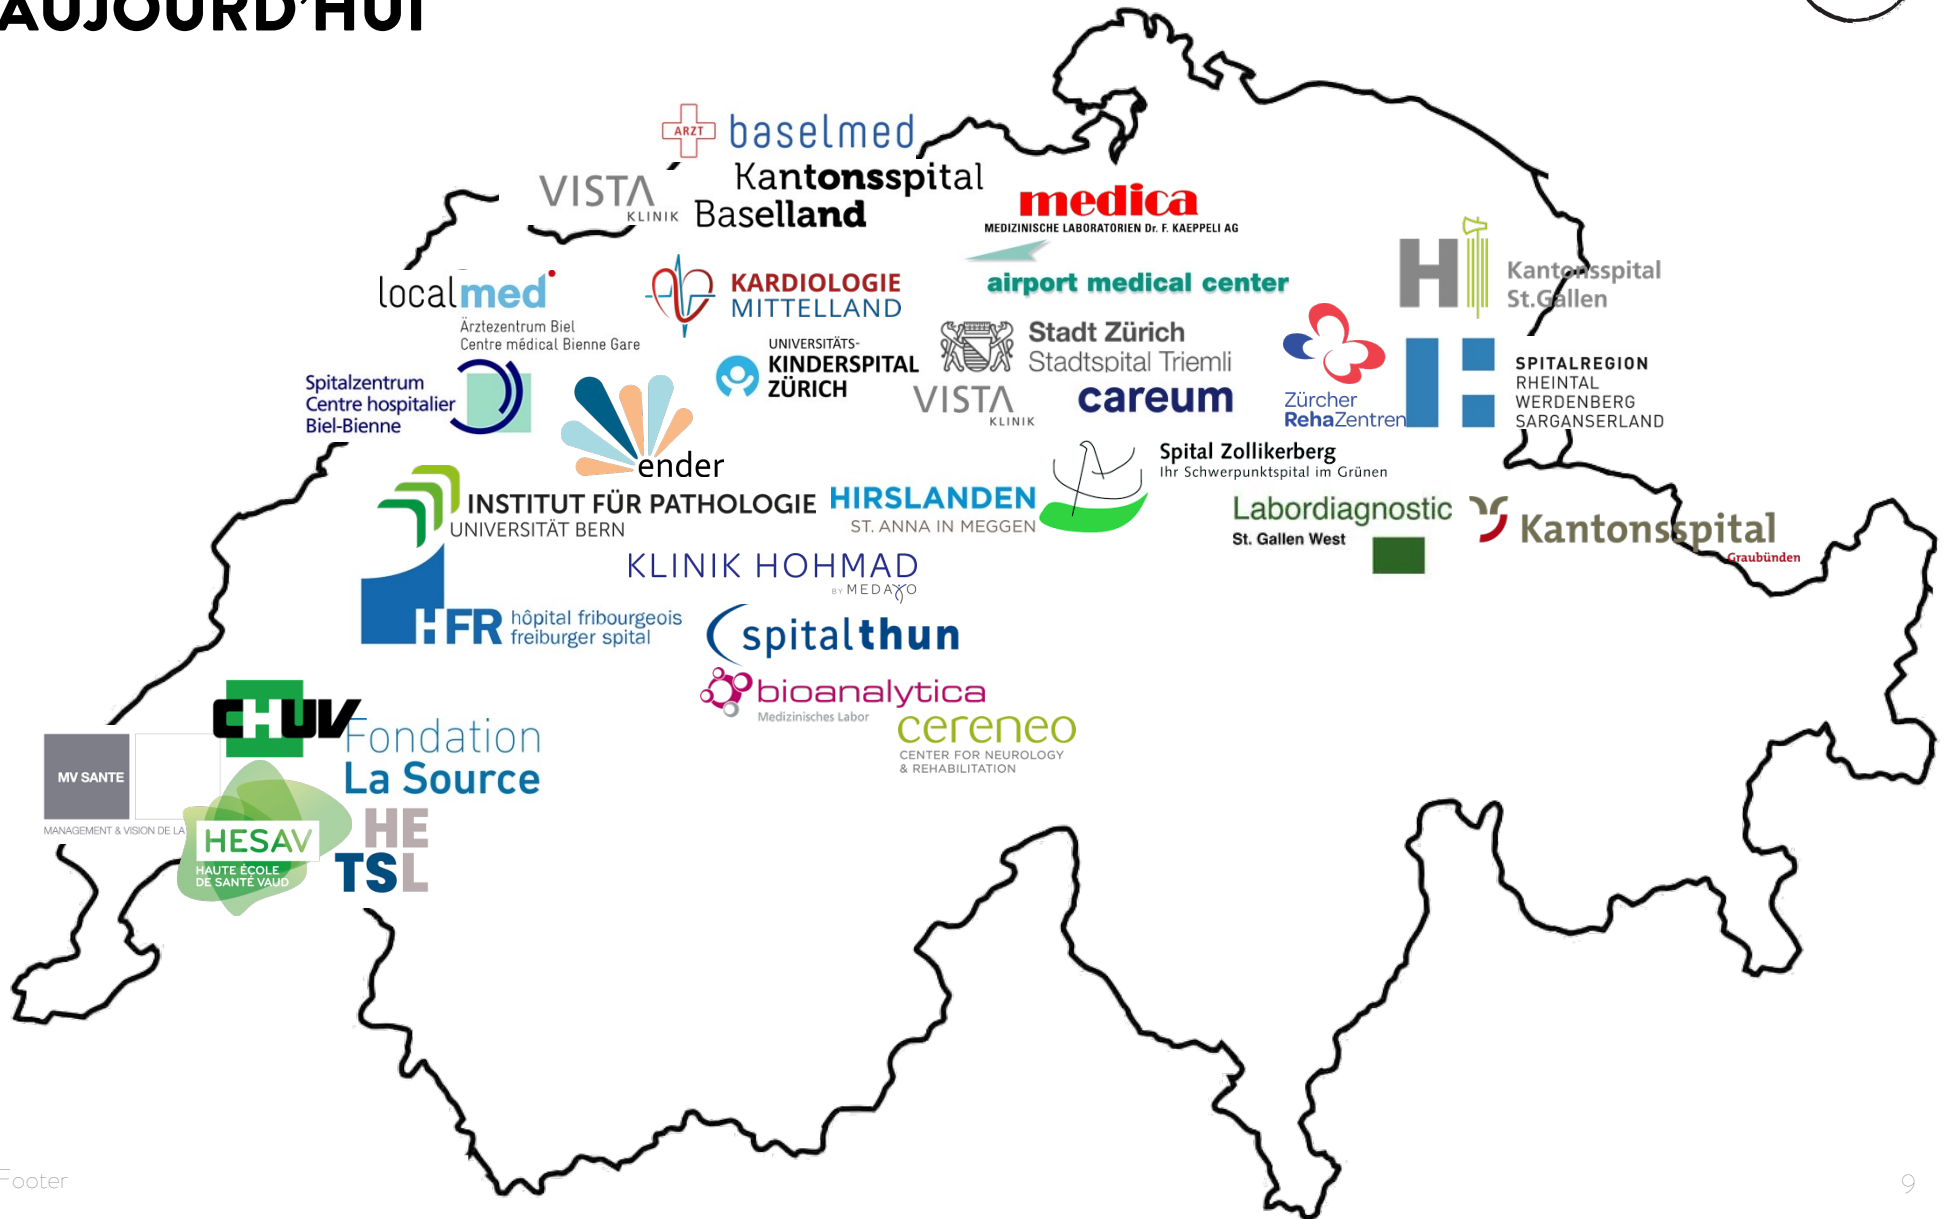 AUJOURD'HUI
ARZT
baselmed
VISTA
KLINIK
Kantonsspital
Baselland
medica
MEDIZINISCHE LABORATORIEN Dr. F. KAEPPELI AG
localmed
Ärztezentrum Biel
Centre médical Bienne Gare
KARDIOLOGIE
MITTELLAND
airport medical center
Kantonsspital
St.Gallen
Spitalzentrum
Centre hospitalier
Biel-Bienne
ender
UNIVERSITÄTS-
KINDERSPITAL
ZÜRICH
Stadt Zürich
Stadtspital Triemli
VISTA
KLINIK
careum
Zürcher
RehaZentren
SPITALREGION
RHEINTAL
WERDENBERG
SARGANSERLAND
INSTITUT FÜR PATHOLOGIE
UNIVERSITÄT BERN
HIRSLANDEN
ST. ANNA IN MEGGEN
Spital Zollikerberg
Ihr Schwerpunktspital im Grünen
Labordiagnostic
St. Gallen West
Kantonsspital
Graubünden
KLINIK HOHMAD
BY MEDAXO
HFR
hôpital fribourgeois
freiburger spital
spitalthun
bioanalytica
Medizinisches Labor
cereneo
CENTER FOR NEUROLOGY
& REHABILITATION
CHUV
Fondation
La Source
MV SANTE
MANAGEMENT & VISION DE LA
HESAV
HAUTE ÉCOLE
DE SANTÉ VAUD
HE
TSL
Footer
9